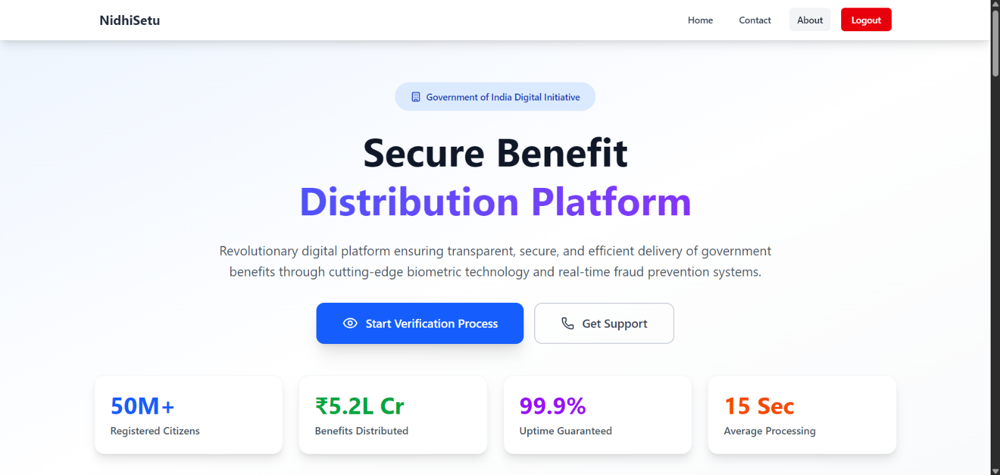 NidhiSetu
Home
Contact
About
Logout
Government of India Digital Initiative
Secure Benefit
Distribution Platform
Revolutionary digital platform ensuring transparent, secure, and efficient delivery of government
benefits through cutting-edge biometric technology and real-time fraud prevention systems.
Start Verification Process
Get Support
50M+
Registered Citizens
₹5.2L Cr
Benefits Distributed
99.9%
Uptime Guaranteed
15 Sec
Average Processing